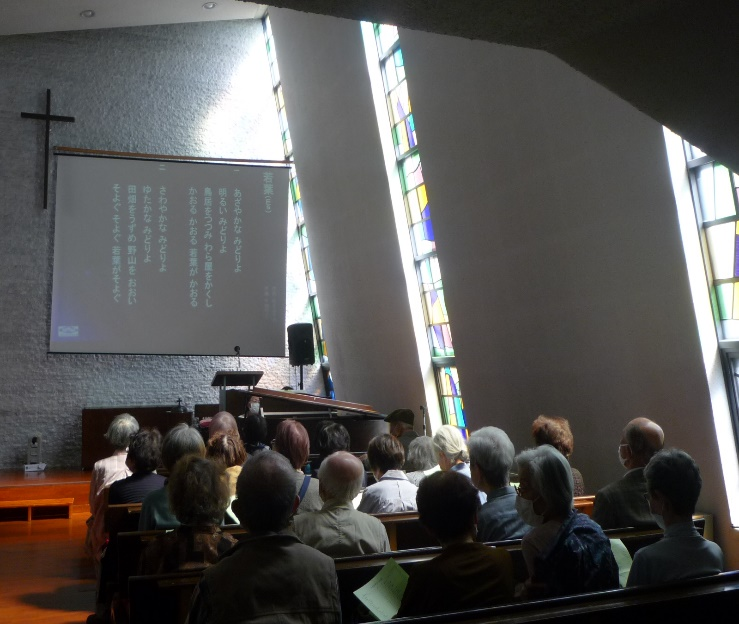 若葉
一
あざやかな みどりよ
明るいみどりよ
鳥居をつつみ わら屋をかくし
かおる かおる 若葉が かおる
二
さわやかな みどりよ
ゆたかな みどりよ
田畑をうずめ 野山を おおい
そよぐ そよぐ 若葉がそよぐ